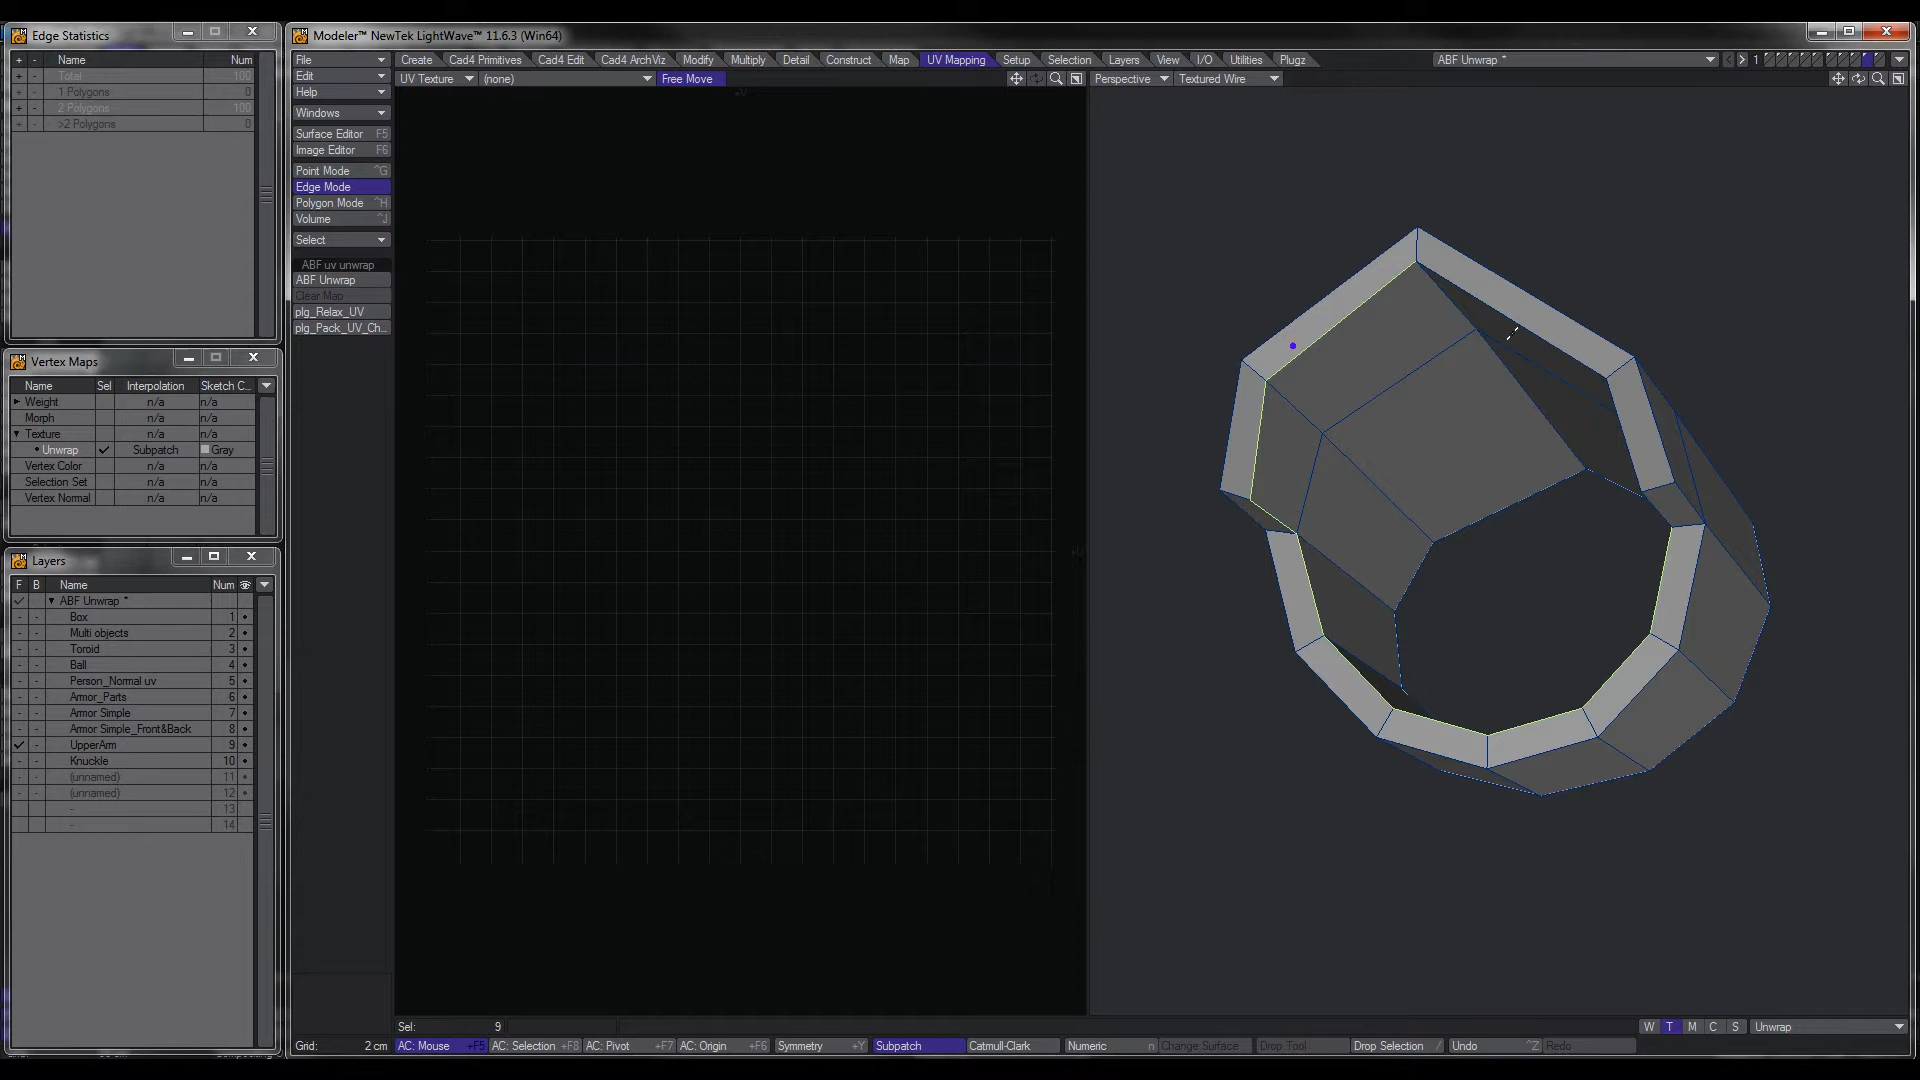 Edge Statistics
+ - Name Num
+ - Total 100
+ - 1 Polygons 0
+ - 2 Polygons 100
+ - >2 Polygons 0
Vertex Maps
Name Sel Interpolation Sketch C...
Weight n/a n/a
Morph n/a n/a
Texture n/a n/a
Unwrap Subpatch Gray
Vertex Color n/a n/a
Selection Set n/a n/a
Vertex Normal n/a n/a
Layers
F B Name Num
ABF Unwrap *
Box 1
Multi objects 2
Toroid 3
Ball 4
Person_Normal uv 5
Armor_Parts 6
Armor Simple 7
Armor Simple_Front&Back 8
UpperArm 9
Knuckle 10
(unnamed) 11
(unnamed) 12
- 13
- 14
Modeler™ NewTek LightWave™ 11.6.3 (Win64)
File
Edit
Help
Windows
Surface Editor F5
Image Editor F6
Point Mode ^G
Edge Mode
Polygon Mode ^H
Volume ^J
Select
ABF uv unwrap
ABF Unwrap
Clear Map
plg_Relax_UV
plg_Pack_UV_Ch...
Create Cad4 Primitives Cad4 Edit Cad4 ArchViz Modify Multiply Detail Construct Map UV Mapping Setup Selection Layers View I/O Utilities Plugz ABF Unwrap * 1
UV Texture (none) Free Move
Perspective Textured Wire
Sel: 9
W T M C S Unwrap
Grid: 2 cm AC: Mouse +F5 AC: Selection +F8 AC: Pivot +F7 AC: Origin +F6 Symmetry +Y Subpatch Catmull-Clark Numeric n Change Surface Drop Tool Drop Selection / Undo ^Z Redo